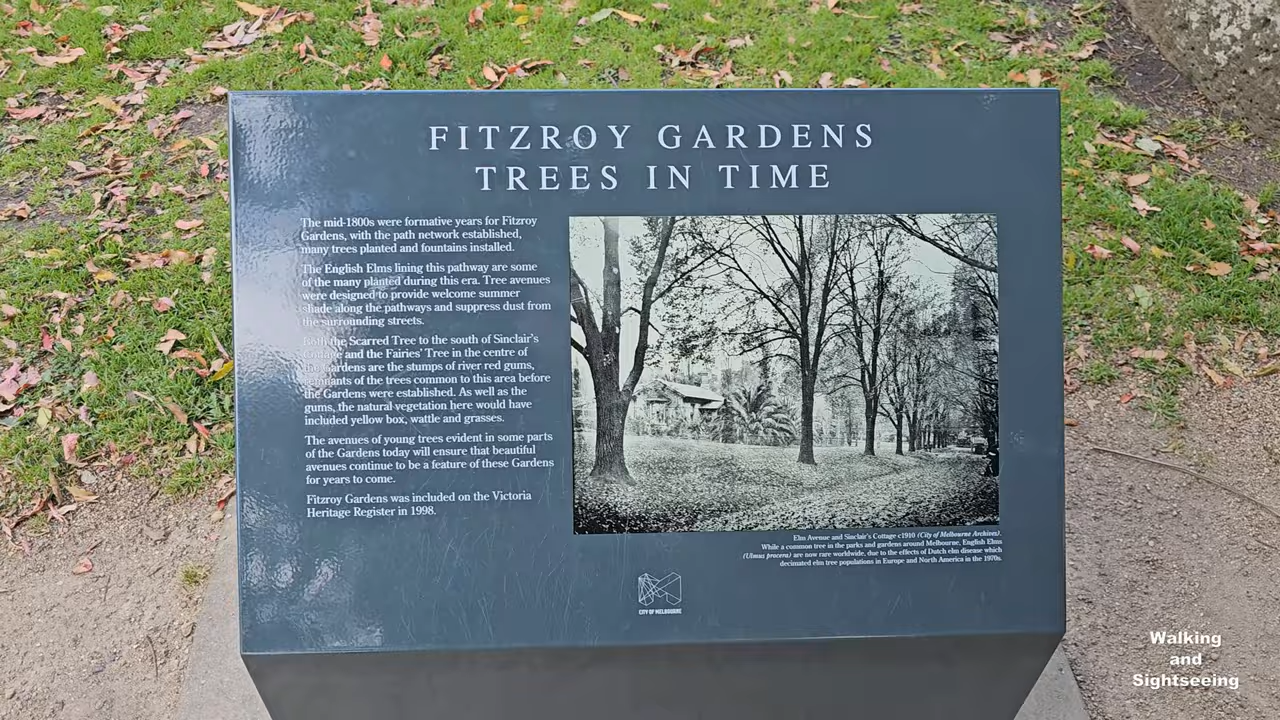 FITZROY GARDENS
TREES IN TIME
The mid-1800s were formative years for Fitzroy
Gardens, with the path network established,
many trees planted and fountains installed.
The English Elms lining this pathway are some
of the many planted during this era. Tree avenues
were designed to provide welcome summer
shade along the pathways and suppress dust from
the surrounding streets.
Both the Scarred Tree to the south of Sinclair's
Cottage and the Fairies' Tree in the centre of
the Gardens are the stumps of river red gums,
remnants of the trees common to this area before
the Gardens were established. As well as the
gums, the natural vegetation here would have
included yellow box, wattle and grasses.
The avenues of young trees evident in some parts
of the Gardens today will ensure that beautiful
avenues continue to be a feature of these Gardens
for years to come.
Fitzroy Gardens was included on the Victoria
Heritage Register in 1998.
Elm Avenue and Sinclair's Cottage c1910 (City of Melbourne Archives).
While a common tree in the parks and gardens around Melbourne, English Elms
(Ulmus procera) are now rare worldwide, due to the effects of Dutch elm disease which
decimated elm tree populations in Europe and North America in the 1970s.
CITY OF MELBOURNE
Walking
and
Sightseeing